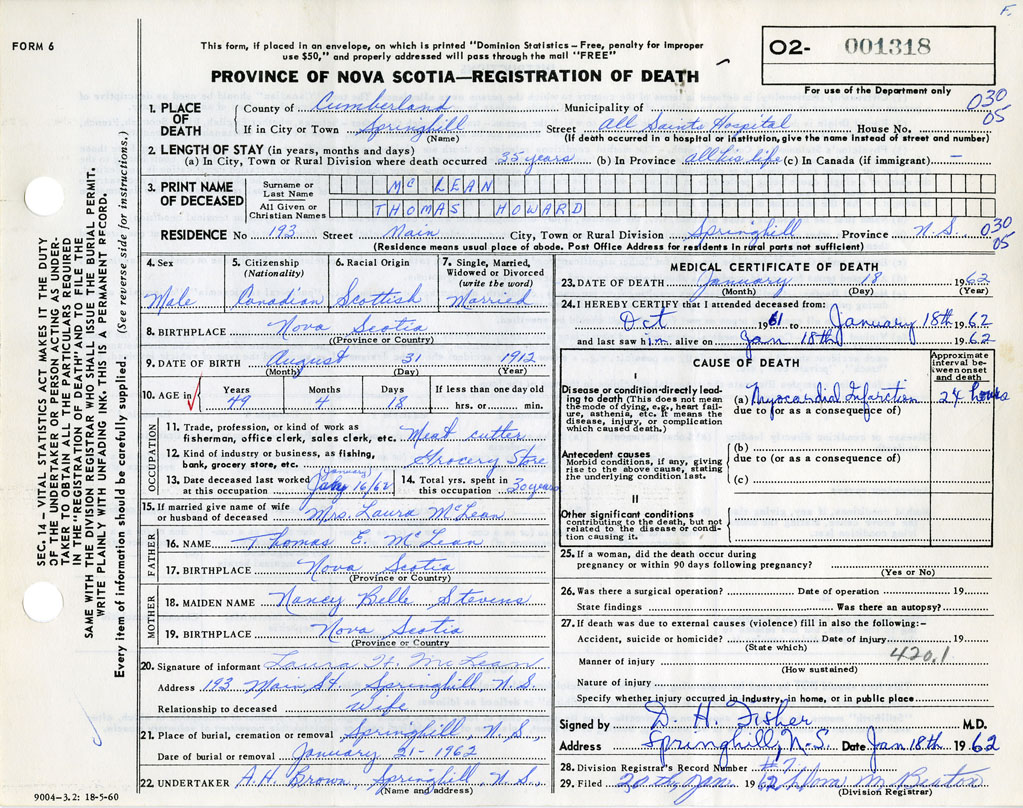 F.
FORM 6
This form, if placed in an envelope, on which is printed "Dominion Statistics – Free, penalty for improper
use $50," and properly addressed will pass through the mail "FREE"
O2- 001318
For use of the Department only
PROVINCE OF NOVA SCOTIA—REGISTRATION OF DEATH
SEC. 14 – VITAL STATISTICS ACT MAKES IT THE DUTY
OF THE UNDERTAKER OR PERSON ACTING AS UNDER-
TAKER TO OBTAIN ALL THE PARTICULARS REQUIRED
IN THE "REGISTRATION OF DEATH" AND TO FILE THE
SAME WITH THE DIVISION REGISTRAR WHO SHALL ISSUE THE BURIAL PERMIT.
WRITE PLAINLY WITH UNFADING INK. THIS IS A PERMANENT RECORD.
Every item of information should be carefully supplied. (See reverse side for instructions.)
1. PLACE OF DEATH County of Cumberland Municipality of 030
If in City or Town Springhill Street All Saints Hospital House No. 05
(Name) (If death occurred in a hospital or institution, give the name instead of street and number)
2. LENGTH OF STAY (in years, months and days)
(a) In City, Town or Rural Division where death occurred 35 years (b) In Province all his life (c) In Canada (if immigrant) —
3. PRINT NAME OF DECEASED Surname or Last Name MC LEAN
All Given or Christian Names THOMAS HOWARD
RESIDENCE No 193 Street Main City, Town or Rural Division Springhill Province N.S. 030
05
(Residence means usual place of abode. Post Office Address for residents in rural parts not sufficient)
4. Sex Male
5. Citizenship (Nationality) Canadian
6. Racial Origin Scottish
7. Single, Married, Widowed or Divorced (write the word) Married
8. BIRTHPLACE Nova Scotia
(Province or Country)
9. DATE OF BIRTH August 31 1912
(Month) (Day) (Year)
10. AGE in Years 49 Months 4 Days 18 If less than one day old hrs. or min.
OCCUPATION
11. Trade, profession, or kind of work as
fisherman, office clerk, sales clerk, etc. Meat cutter
12. Kind of industry or business, as fishing,
bank, grocery store, etc. Grocery Store
13. Date deceased last worked
at this occupation (January) 16/62
14. Total yrs. spent in
this occupation 30 years
15. If married give name of wife
or husband of deceased Mrs. Laura McLean
FATHER
16. NAME Thomas E. McLean
17. BIRTHPLACE Nova Scotia
(Province or Country)
MOTHER
18. MAIDEN NAME Nancy Belle Stevens
19. BIRTHPLACE Nova Scotia
(Province or Country
20. Signature of informant Laura H. McLean
Address 193 Main St. Springhill, N.S.
Relationship to deceased wife
21. Place of burial, cremation or removal Springhill, N.S.
Date of burial or removal January 21 – 1962
22. UNDERTAKER A.H. Brown, Springhill, N.S.
(Name and address)
9004–3.2: 18-5-60
MEDICAL CERTIFICATE OF DEATH
23. DATE OF DEATH January 18 1962
(Month) (Day) (Year)
24. I HEREBY CERTIFY that I attended deceased from:
Oct 1961 to January 18th 1962
and last saw him alive on Jan 18th 1962
CAUSE OF DEATH
Approximate interval between onset and death
I
Disease or condition directly lead-
ing to death (This does not mean
the mode of dying, e.g., heart fail-
ure, asthenia, etc. It means the
disease, injury, or complication
which caused death.)
(a) Myocardial Infarction 24 hours
due to (or as a consequence of)
Antecedent causes
Morbid conditions, if any, giving
rise to the above cause, stating
the underlying condition last.
(b)
due to (or as a consequence of)
(c)
II
Other significant conditions
contributing to the death, but not
related to the disease or condi-
tion causing it.
25. If a woman, did the death occur during
pregnancy or within 90 days following pregnancy?
(Yes or No)
26. Was there a surgical operation? Date of operation 19
State findings Was there an autopsy?
27. If death was due to external causes (violence) fill in also the following:–
Accident, suicide or homicide? Date of injury 19
(State which)
420.1
Manner of injury
(How sustained)
Nature of injury
Specify whether injury occurred in industry, in home, or in public place
Signed by D. H. Fisher M.D.
Address Springhill, N.S. Date Jan 18th 1962
28. Division Registrar's Record Number #7
29. Filed 20th Jan 1962
(Division Registrar)